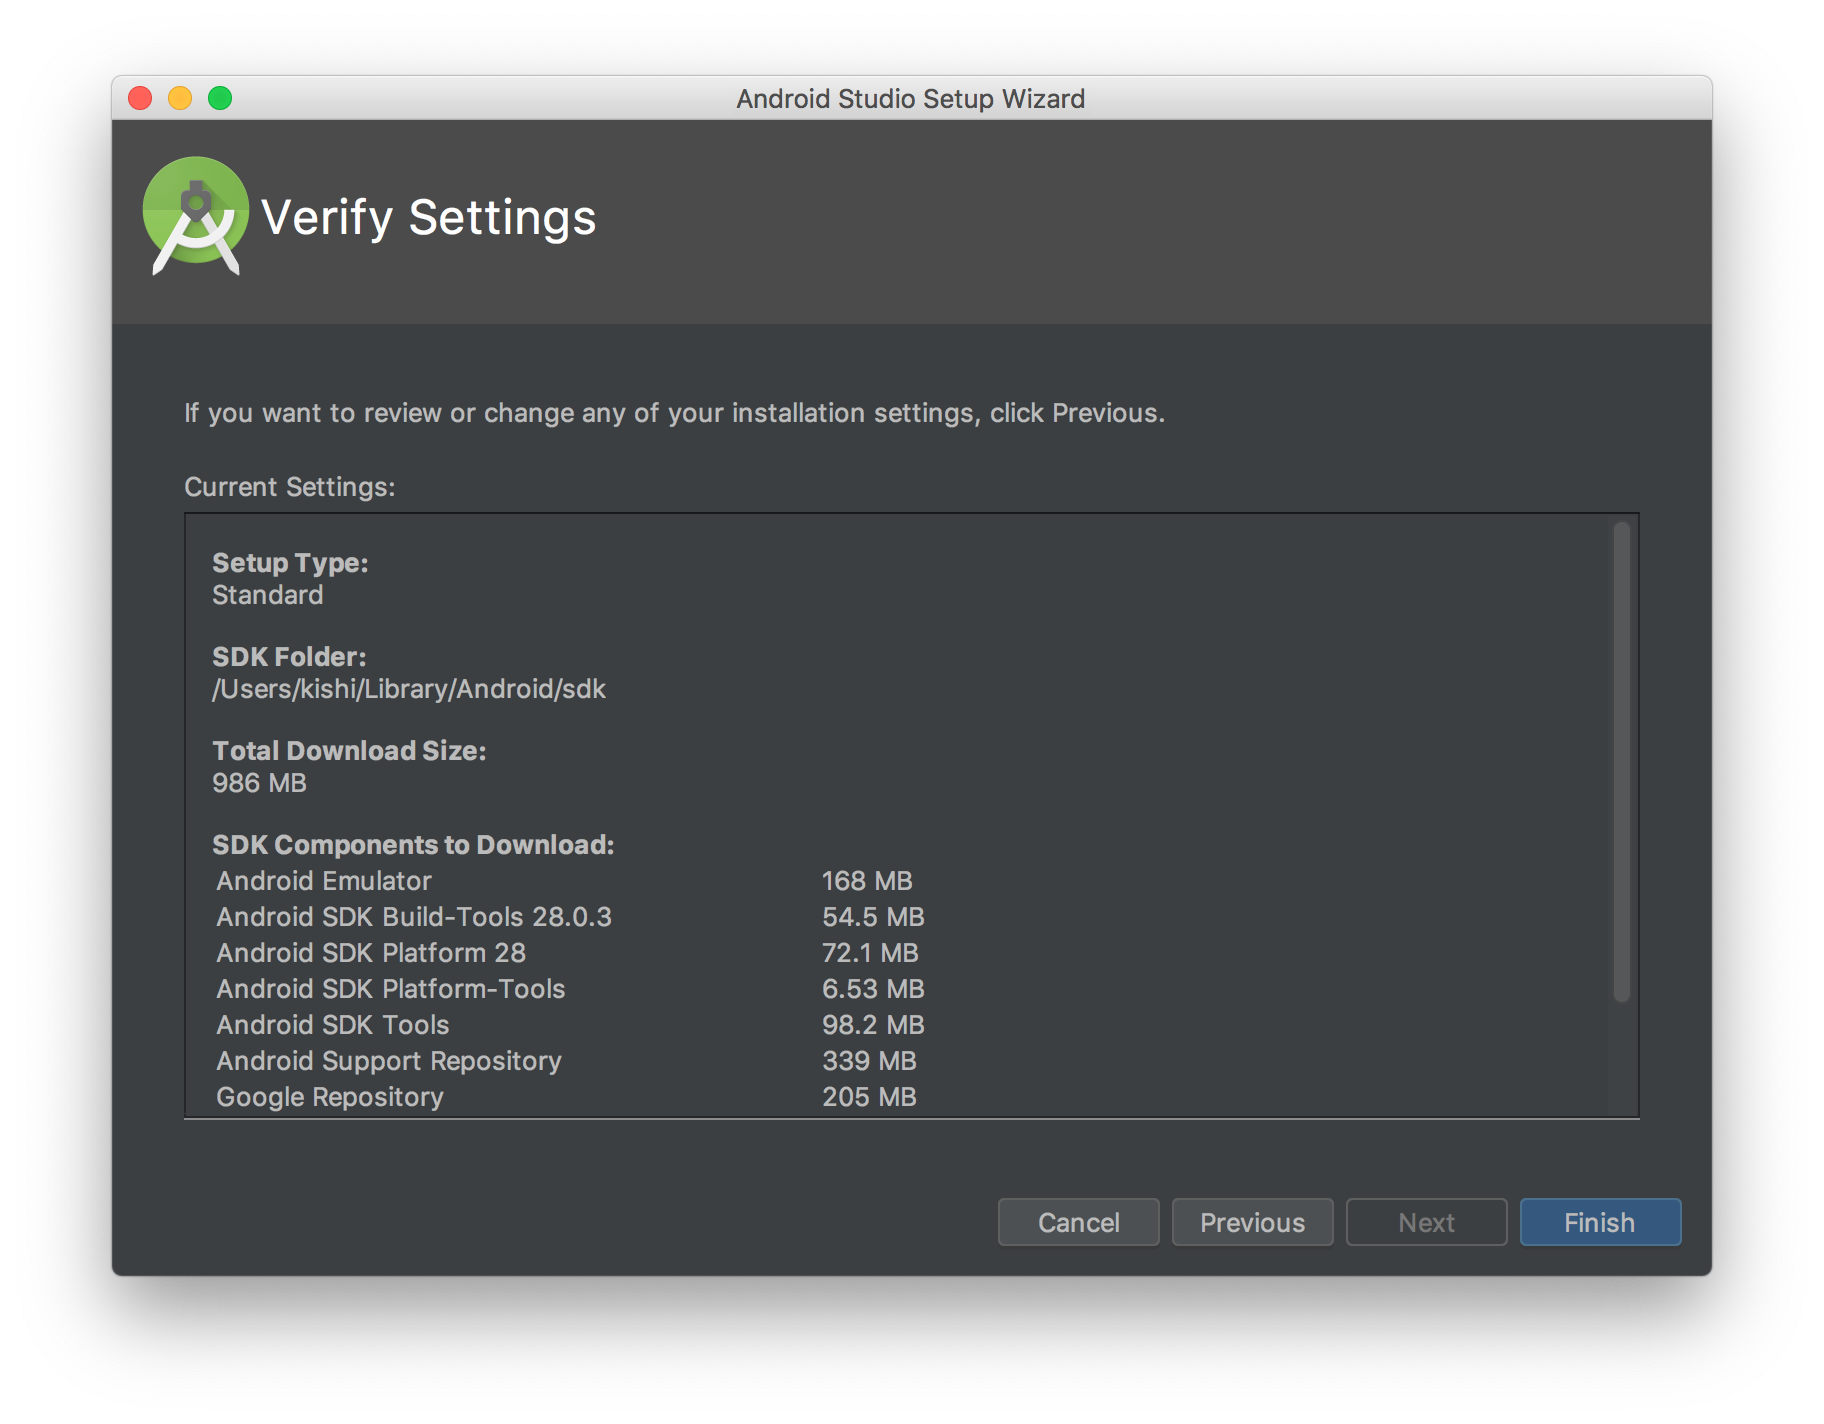 Android Studio Setup Wizard
Verify Settings
If you want to review or change any of your installation settings, click Previous.
Current Settings:
Setup Type:
Standard
SDK Folder:
/Users/kishi/Library/Android/sdk
Total Download Size:
986 MB
SDK Components to Download:
Android Emulator 168 MB
Android SDK Build-Tools 28.0.3 54.5 MB
Android SDK Platform 28 72.1 MB
Android SDK Platform-Tools 6.53 MB
Android SDK Tools 98.2 MB
Android Support Repository 339 MB
Google Repository 205 MB
Cancel Previous Next Finish